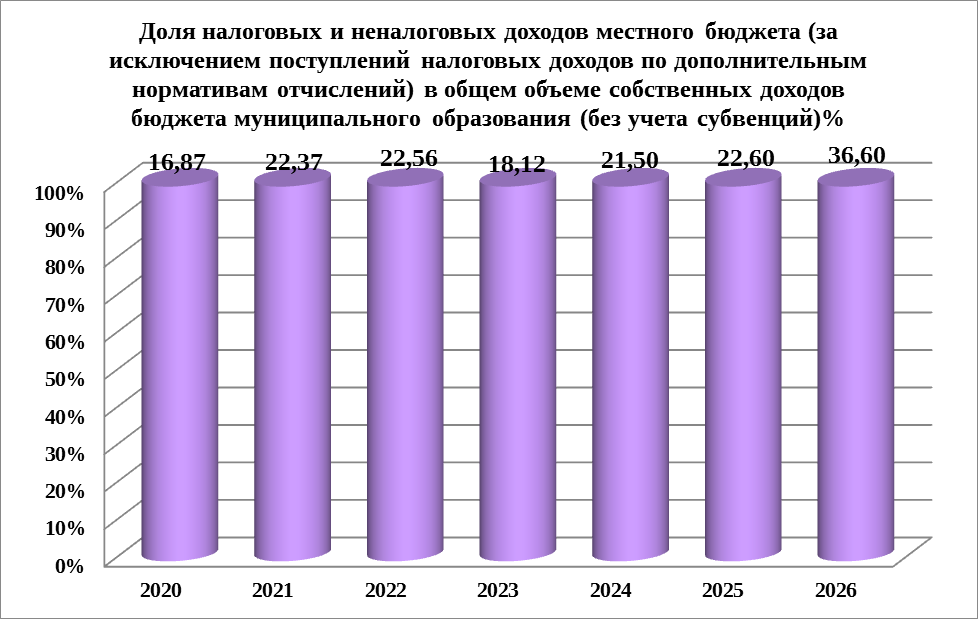 Доля налоговых и неналоговых доходов местного бюджета (за
исключением поступлений налоговых доходов по дополнительным
нормативам отчислений) в общем объеме собственных доходов
бюджета муниципального образования (без учета субвенций)%
16,87 22,37 22,56 18,12 21,50 22,60 36,60
100%
90%
80%
70%
60%
50%
40%
30%
20%
10%
0%
2020 2021 2022 2023 2024 2025 2026